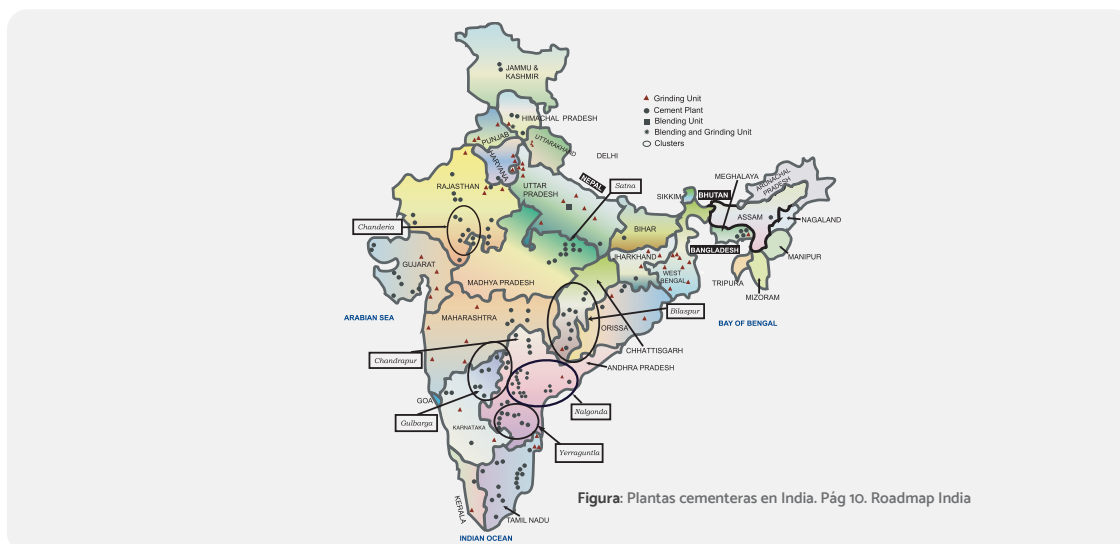 JAMMU &
KASHMIR
Grinding Unit
Cement Plant
Blending Unit
Blending and Grinding Unit
Clusters
HIMACHAL PRADESH
PUNJAB
UTTARAKHAND
HARYANA
DELHI
NEPAL
Satna
RAJASTHAN
UTTAR
PRADESH
SIKKIM
BHUTAN
MEGHALAYA
ARUNACHAL
PRADESH
ASSAM
NAGALAND
Chanderia
BIHAR
BANGLADESH
MANIPUR
GUJARAT
JHARKHAND
WEST
BENGAL
MADHYA PRADESH
TRIPURA
MIZORAM
ARABIAN SEA
MAHARASHTRA
Bilaspur
BAY OF BENGAL
ORISSA
CHHATTISGARH
Chandrapur
ANDHRA PRADESH
GOA
Nalgonda
Gulbarga
KARNATAKA
Yerraguntla
KERALA
TAMIL NADU
INDIAN OCEAN
Figura: Plantas cementeras en India. Pág 10. Roadmap India